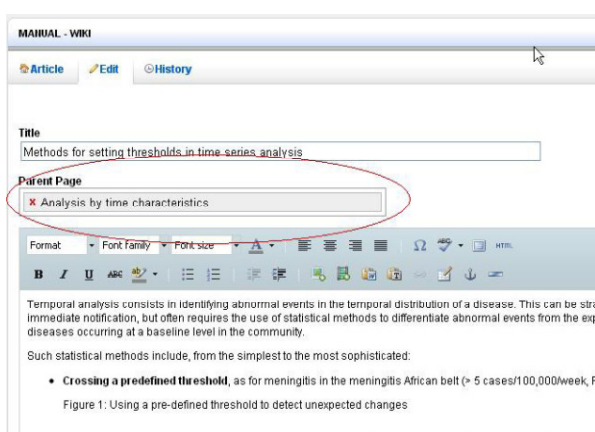 MANUAL - WIKI
Article Edit History
Title
Methods for setting thresholds in time series analysis
Parent Page
x Analysis by time characteristics
Format Font family Font size A Ω HTML
B I U ABC ab
Temporal analysis consists in identifying abnormal events in the temporal distribution of a disease. This can be stra
immediate notification, but often requires the use of statistical methods to differentiate abnormal events from the exp
diseases occurring at a baseline level in the community.
Such statistical methods include, from the simplest to the most sophisticated:
• Crossing a predefined threshold, as for meningitis in the meningitis African belt (> 5 cases/100,000/week, F
Figure 1: Using a pre-defined threshold to detect unexpected changes